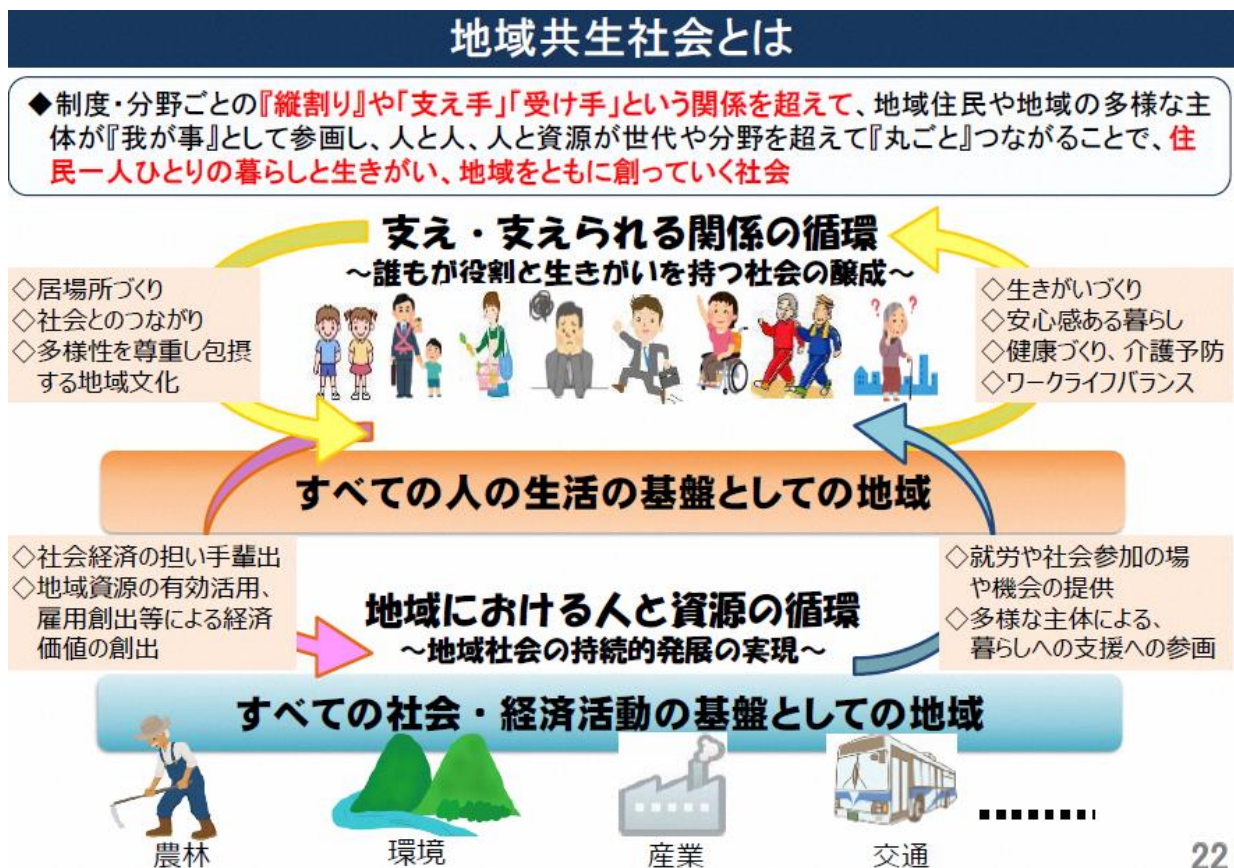 地域共生社会とは
◆制度・分野ごとの『縦割り』や「支え手」「受け手」という関係を超えて、地域住民や地域の多様な主
体が『我が事』として参画し、人と人、人と資源が世代や分野を超えて『丸ごと』つながることで、住
民一人ひとりの暮らしと生きがい、地域をともに創っていく社会
支え・支えられる関係の循環
～誰もが役割と生きがいを持つ社会の醸成～
◇居場所づくり
◇社会とのつながり
◇多様性を尊重し包摂
する地域文化
◇生きがいづくり
◇安心感ある暮らし
◇健康づくり、介護予防
◇ワークライフバランス
? ?
すべての人の生活の基盤としての地域
◇社会経済の担い手輩出
◇地域資源の有効活用、
雇用創出等による経済
価値の創出
地域における人と資源の循環
～地域社会の持続的発展の実現～
◇就労や社会参加の場
や機会の提供
◇多様な主体による、
暮らしへの支援への参画
すべての社会・経済活動の基盤としての地域
農林
環境
産業
交通
22